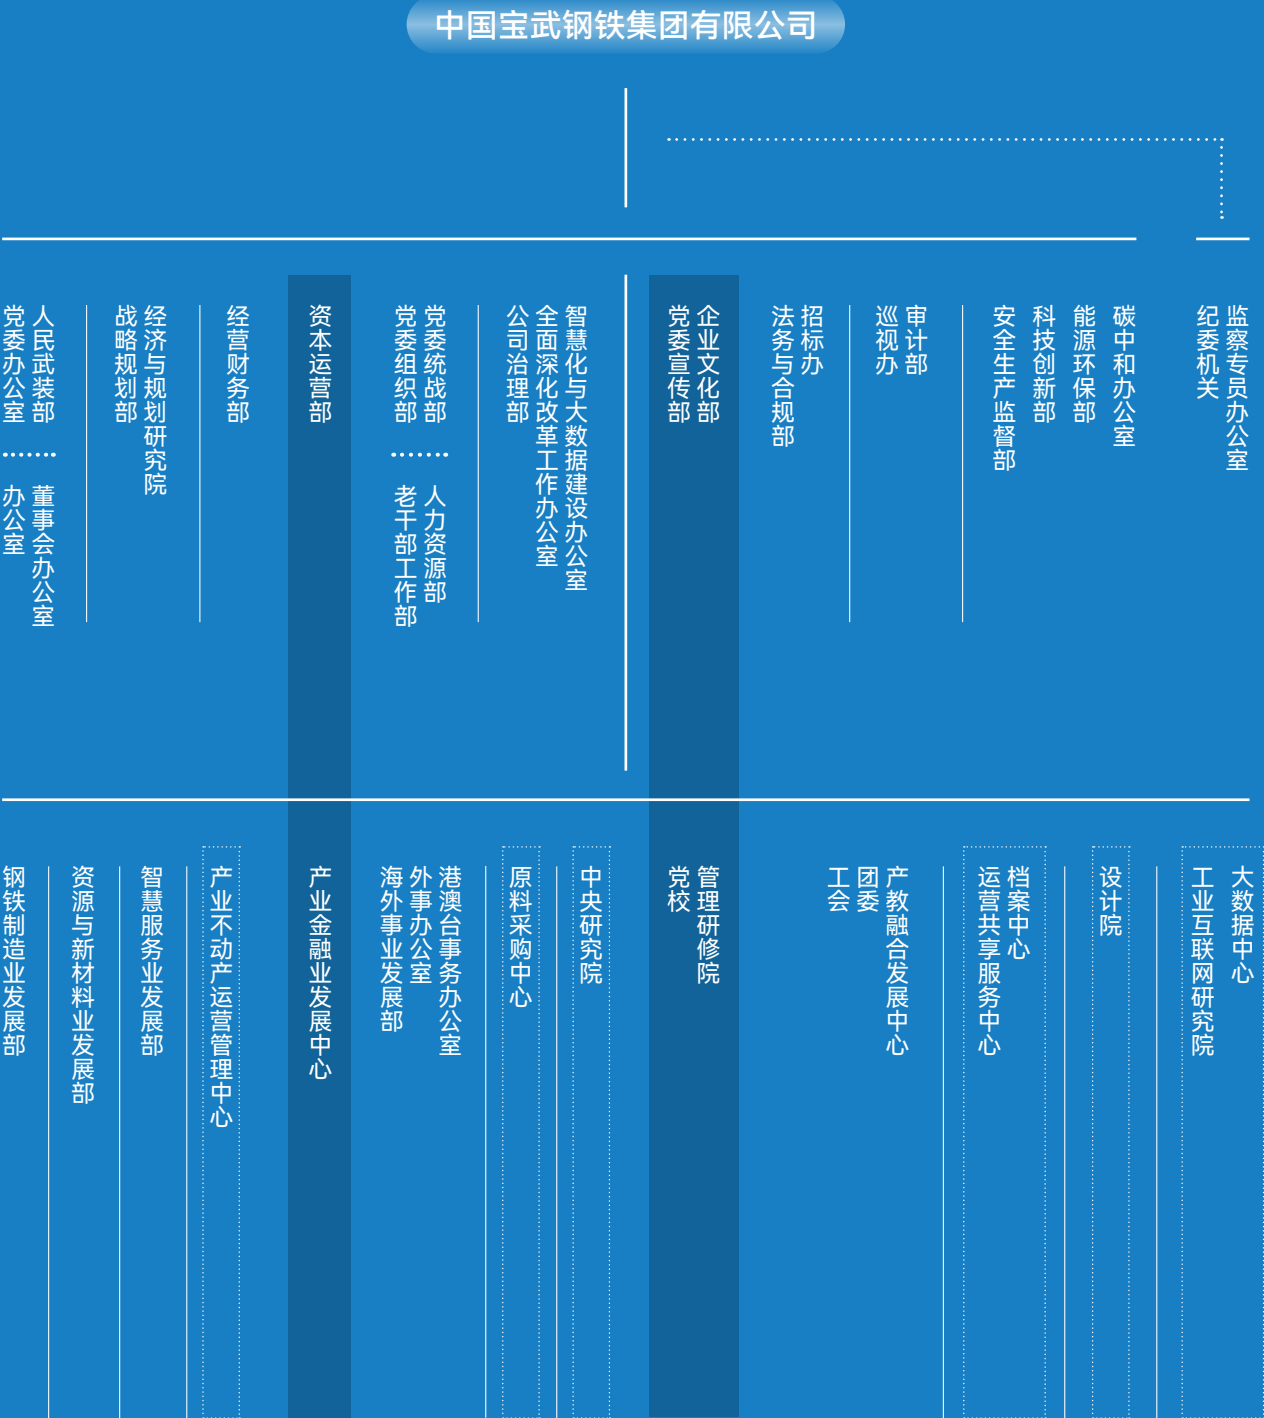 中国宝武钢铁集团有限公司
党委办公室
人民武装部
办公室
董事会办公室
战略规划部
经济与规划研究院
经营财务部
资本运营部
党委组织部
党委统战部
老干部工作部
人力资源部
公司治理部
全面深化改革工作办公室
智慧化与大数据建设办公室
党委宣传部
企业文化部
法务与合规部
招标办
巡视办
审计部
安全生产监督部
科技创新部
能源环保部
碳中和办公室
纪委机关
监察专员办公室
钢铁制造业发展部
资源与新材料业发展部
智慧服务业发展部
产业不动产运营管理中心
产业金融业发展中心
海外事业发展部
外事办公室
港澳台事务办公室
原料采购中心
中央研究院
党校
管理研修院
工会
团委
产教融合发展中心
运营共享服务中心
档案中心
设计院
工业互联网研究院
大数据中心